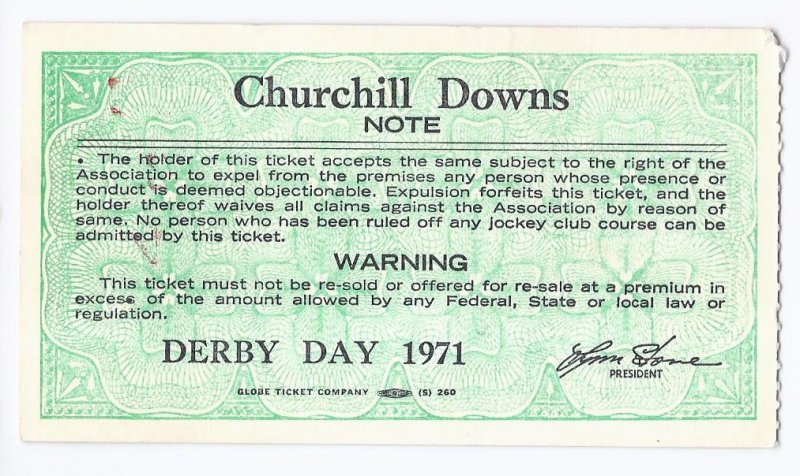 Churchill Downs
NOTE
• The holder of this ticket accepts the same subject to the right of the
Association to expel from the premises any person whose presence or
conduct is deemed objectionable. Expulsion forfeits this ticket, and the
holder thereof waives all claims against the Association by reason of
same. No person who has been ruled off any jockey club course can be
admitted by this ticket.
WARNING
This ticket must not be re-sold or offered for re-sale at a premium in
excess of the amount allowed by any Federal, State or local law or
regulation.
DERBY DAY 1971
Lynn Stone
PRESIDENT
GLOBE TICKET COMPANY (S) 260